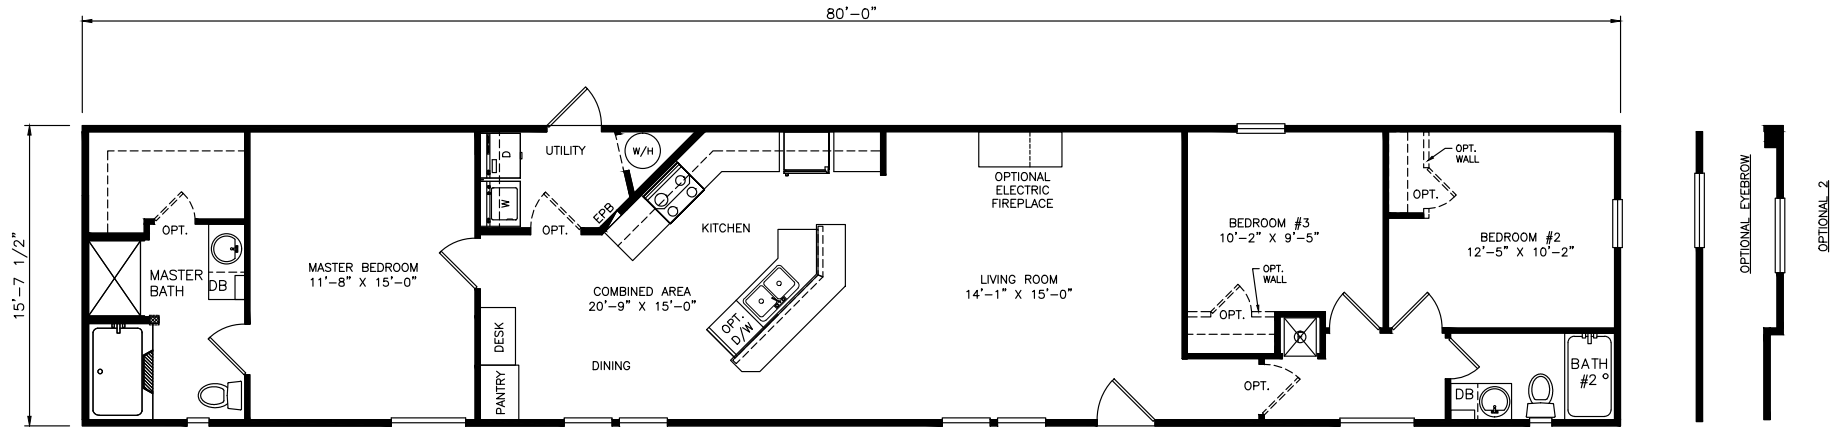 80'-0"
15'-7 1/2"
OPT.
MASTER
BATH
DB
MASTER BEDROOM
11'-8" X 15'-0"
D
W
UTILITY
W/H
OPT.
EPB
KITCHEN
COMBINED AREA
20'-9" X 15'-0"
OPT.
D/W
DESK
PANTRY
DINING
OPTIONAL
ELECTRIC
FIREPLACE
LIVING ROOM
14'-1" X 15'-0"
BEDROOM #3
10'-2" X 9'-5"
OPT.
WALL
OPT.
OPT.
OPT.
WALL
OPT.
BEDROOM #2
12'-5" X 10'-2"
DB
BATH
#2
OPTIONAL EYEBROW
OPTIONAL 2